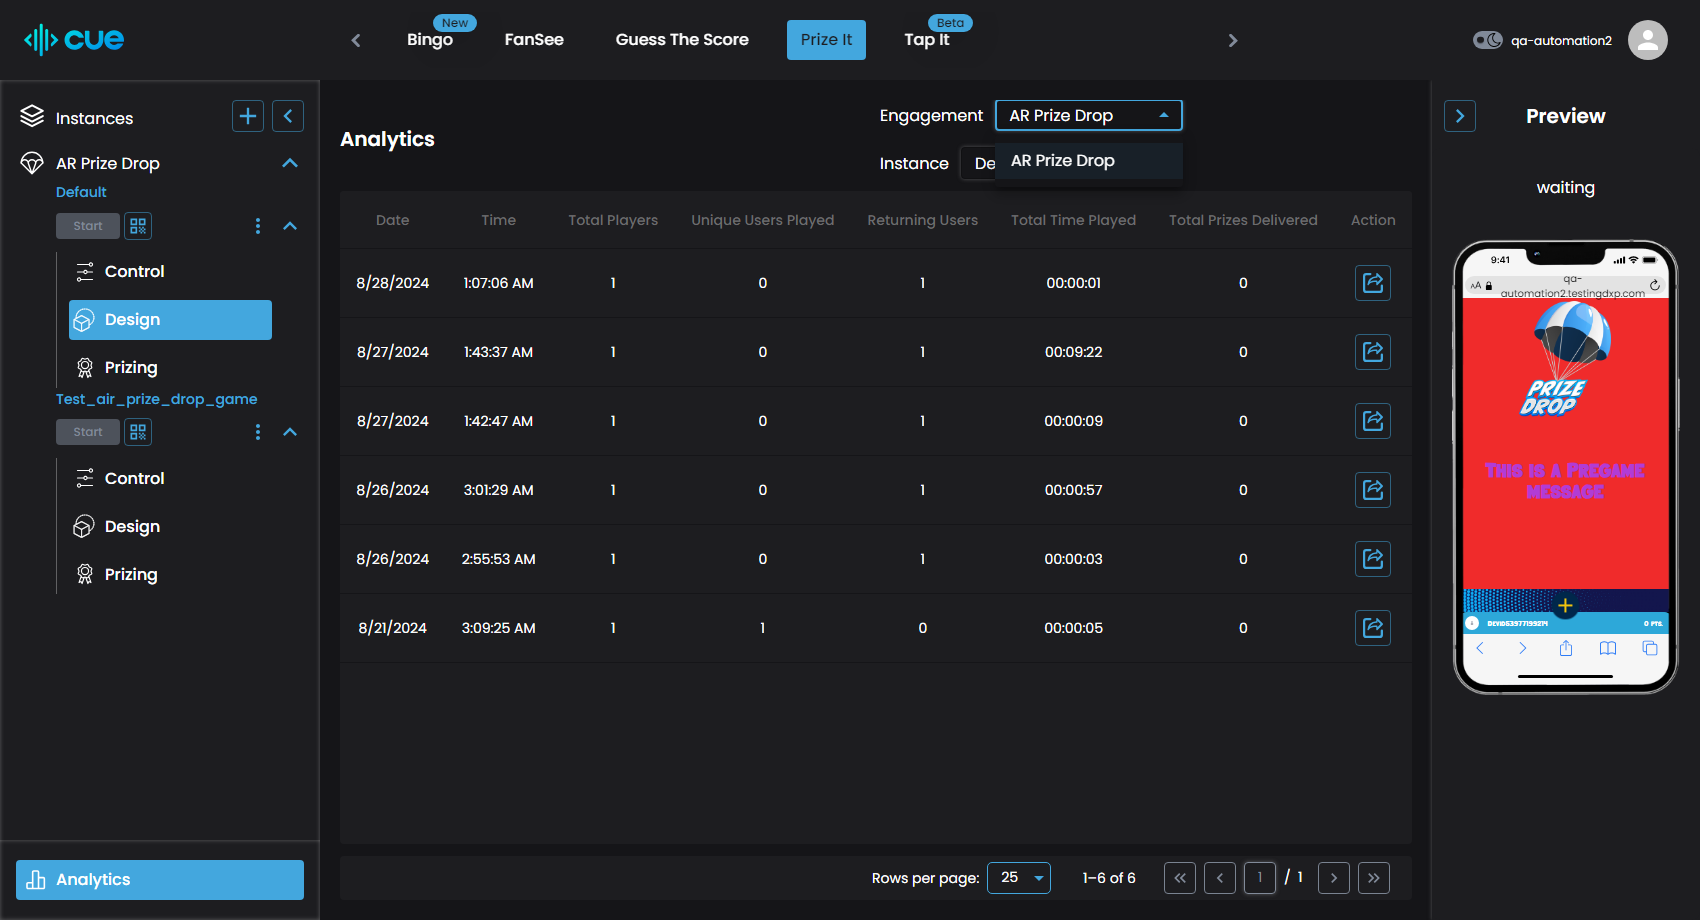 cue
Bingo
New
FanSee
Guess The Score
Prize It
Tap It
Beta
qa-automation2
Instances
AR Prize Drop
Default
Start
Control
Design
Prizing
Test_air_prize_drop_game
Start
Control
Design
Prizing
Analytics
Analytics
Engagement AR Prize Drop
AR Prize Drop
Instance De
Date Time Total Players Unique Users Played Returning Users Total Time Played Total Prizes Delivered Action
8/28/2024 1:07:06 AM 1 0 1 00:00:01 0
8/27/2024 1:43:37 AM 1 0 1 00:09:22 0
8/27/2024 1:42:47 AM 1 0 1 00:00:09 0
8/26/2024 3:01:29 AM 1 0 1 00:00:57 0
8/26/2024 2:55:53 AM 1 0 1 00:00:03 0
8/21/2024 3:09:25 AM 1 1 0 00:00:05 0
Rows per page: 25 1–6 of 6 1 / 1
Preview
waiting
9:41
AA
qa-
automation2.testingdxp.com
PRIZE
DROP
This is a Pregame
message
0 PTS.